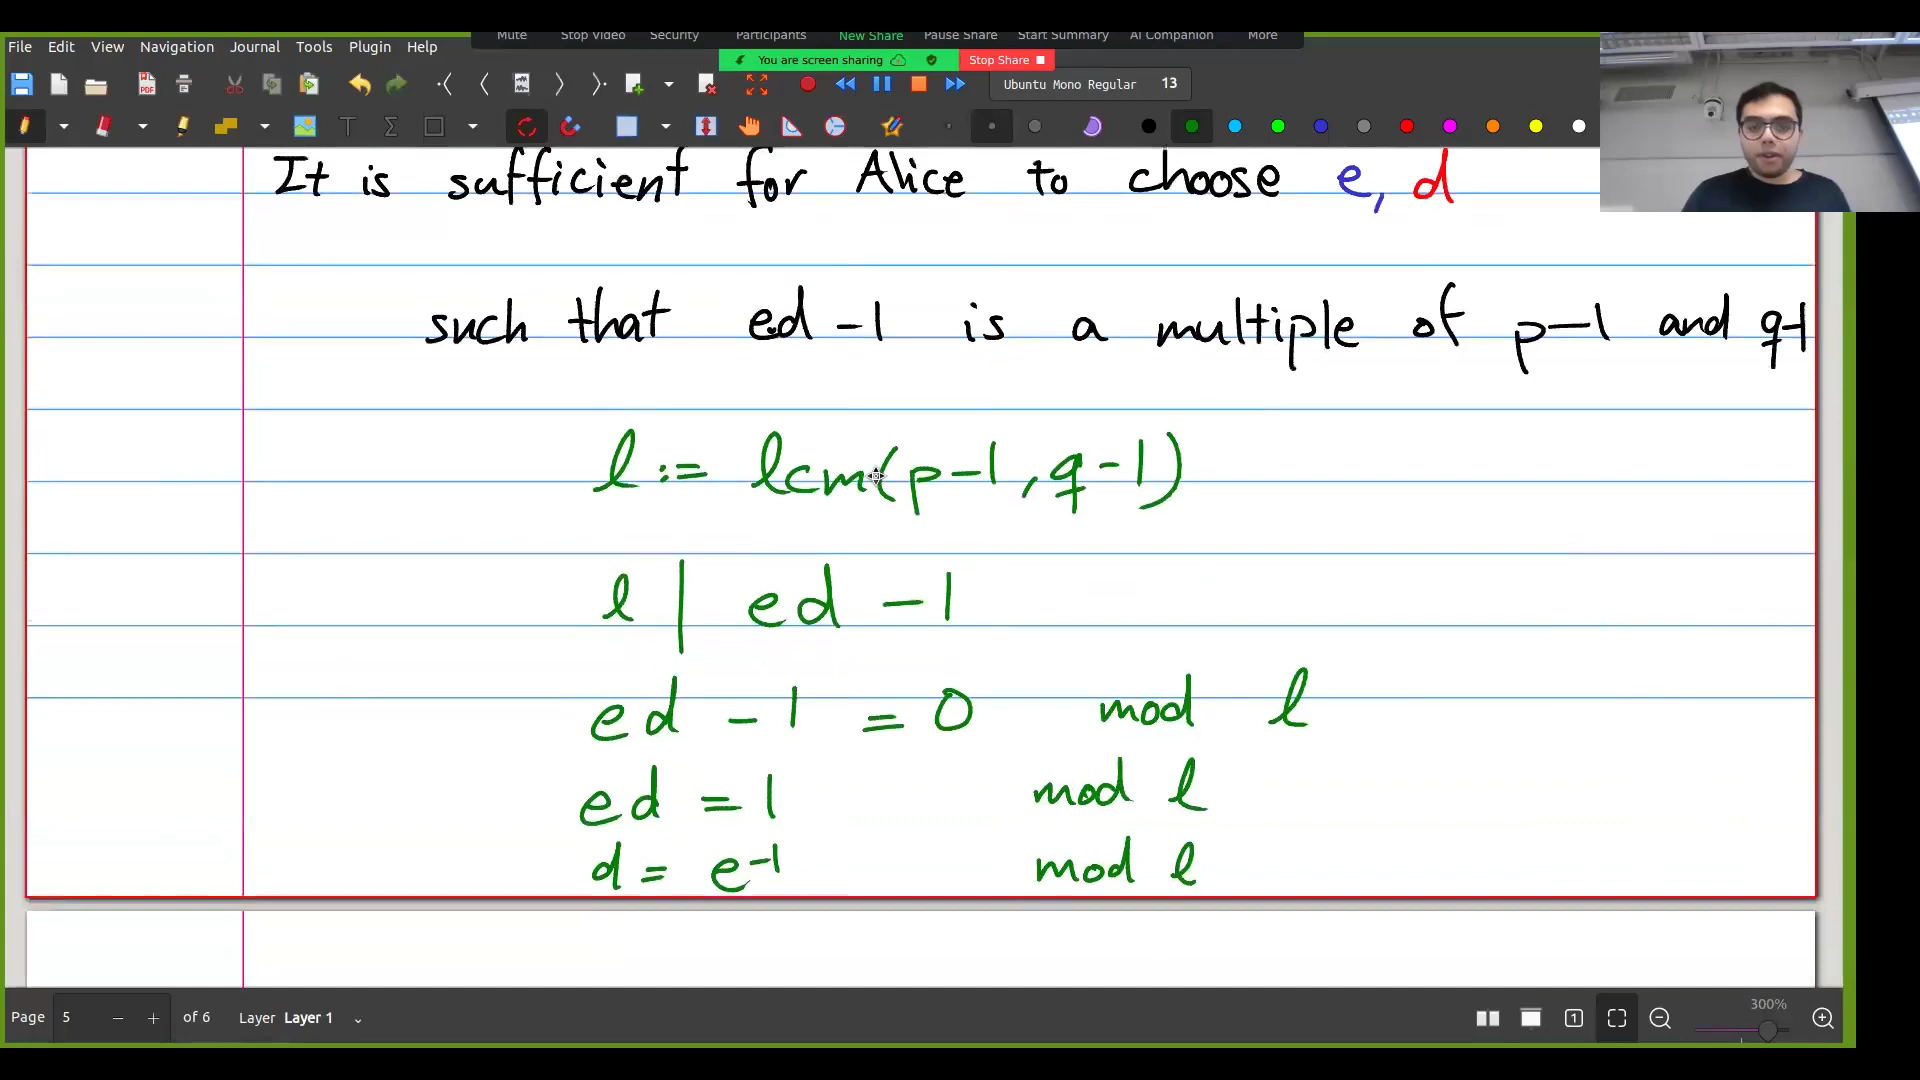 Mute Stop Video Security Participants New Share Pause Share Start Summary AI Companion More
File Edit View Navigation Journal Tools Plugin Help
You are screen sharing Stop Share
Ubuntu Mono Regular 13
It is sufficient for Alice to choose e, d
such that ed-1 is a multiple of p-1 and q-1
l := lcm(p-1, q-1)
l | ed - 1
ed - 1 = 0 mod l
ed = 1 mod l
d = e⁻¹ mod l
Page 5 - + of 6 Layer Layer 1 300%